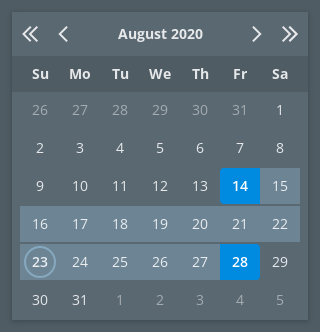 August 2020
Su Mo Tu We Th Fr Sa
26 27 28 29 30 31 1
2 3 4 5 6 7 8
9 10 11 12 13 14 15
16 17 18 19 20 21 22
23 24 25 26 27 28 29
30 31 1 2 3 4 5